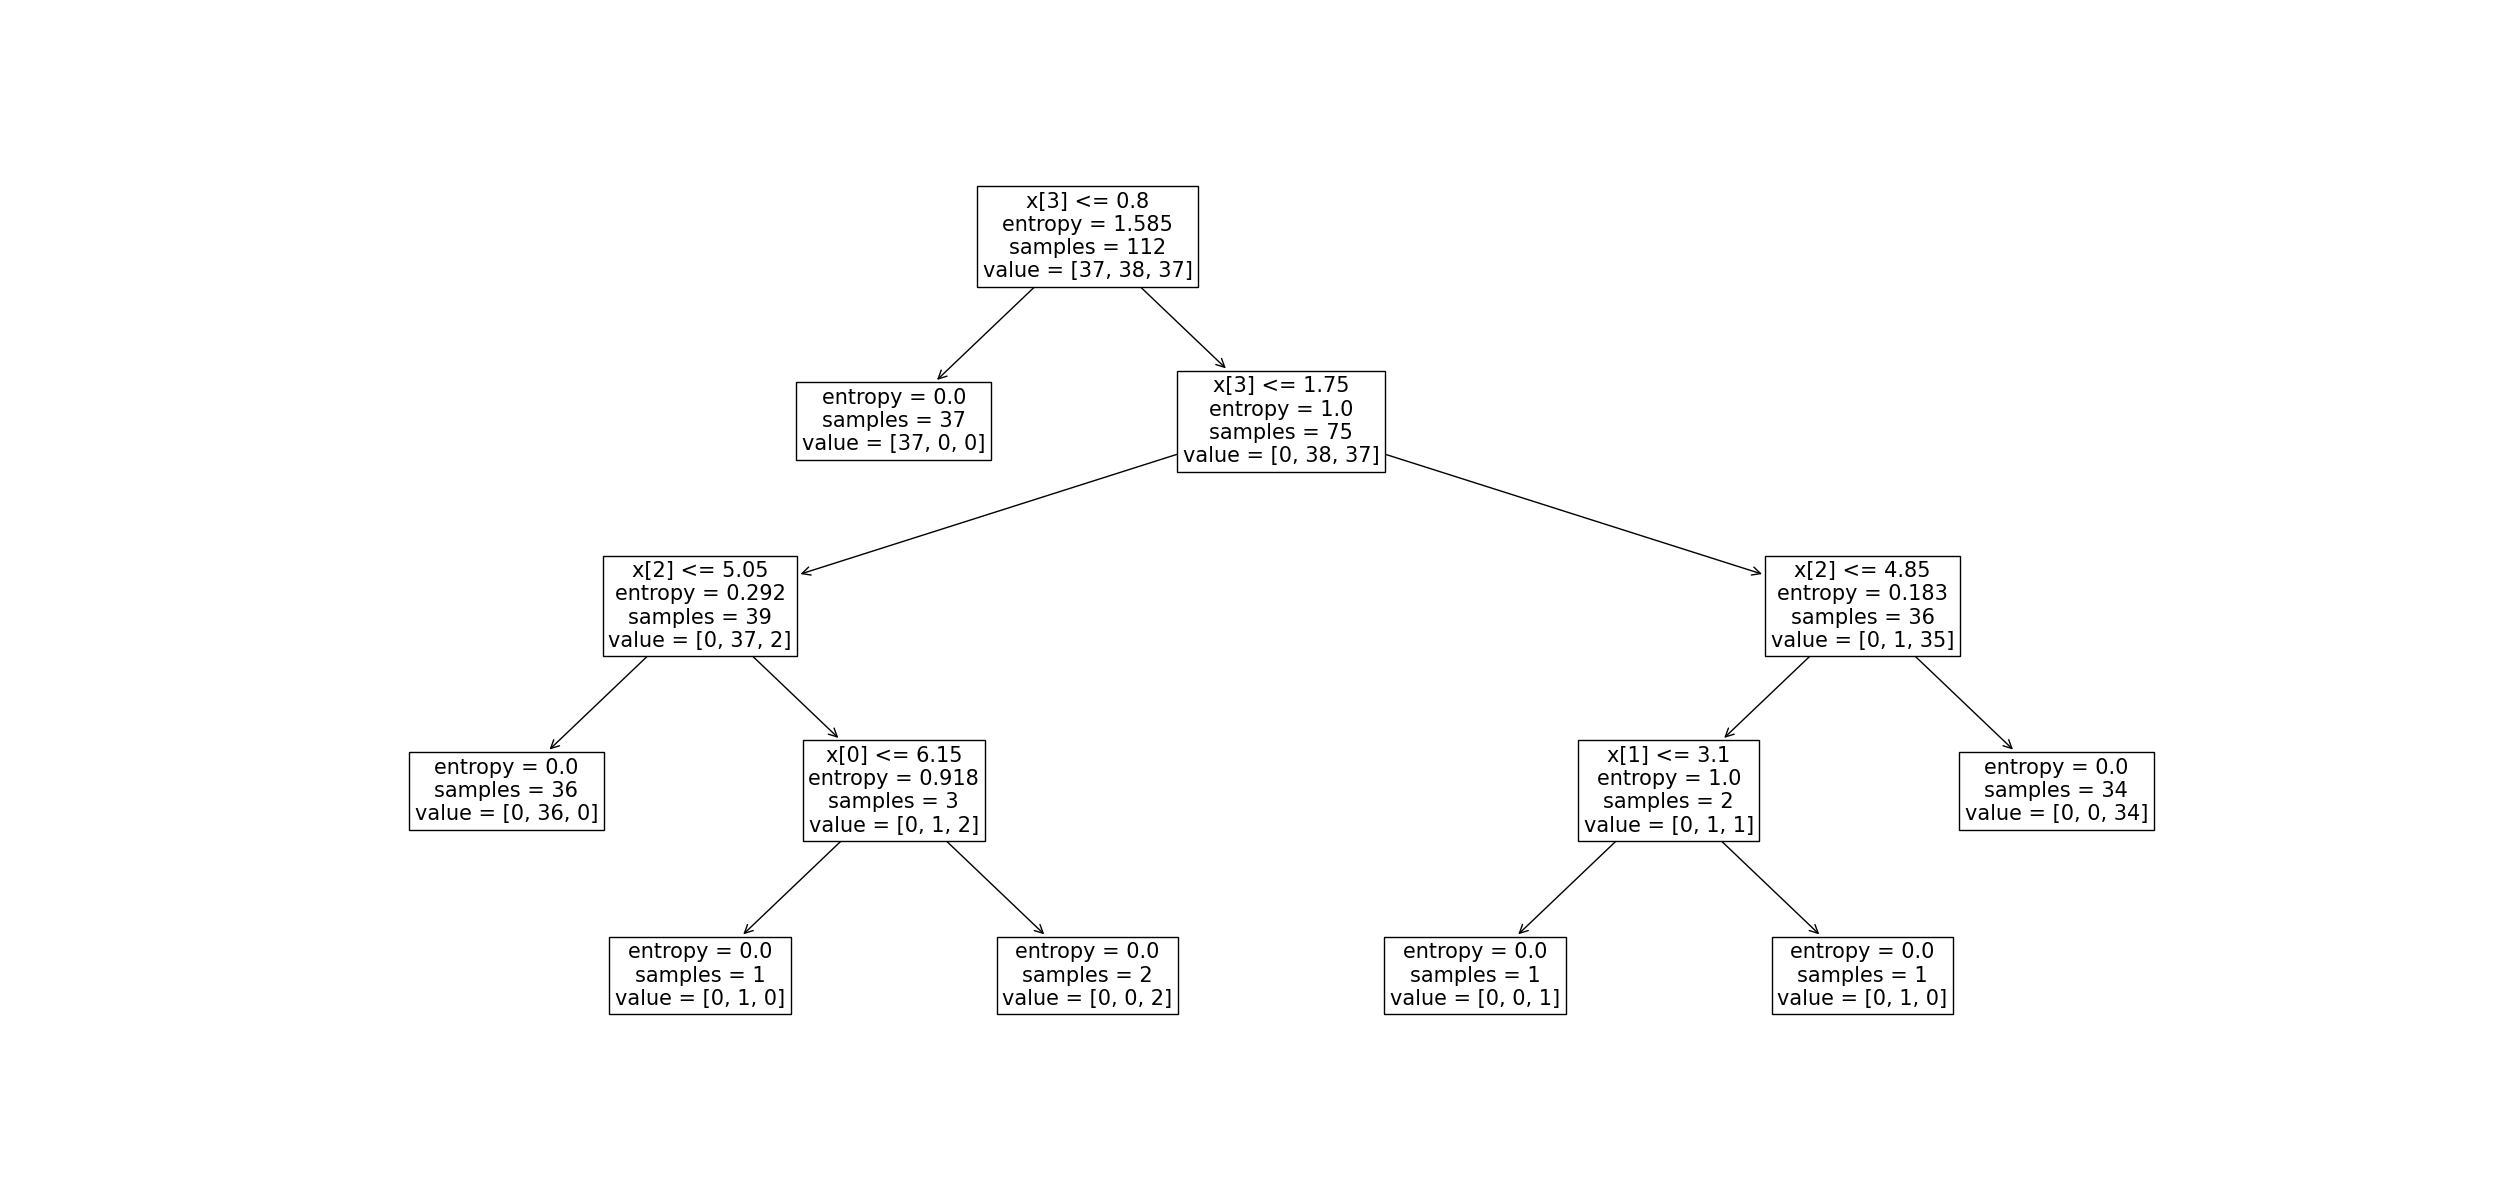 x[3] <= 0.8
entropy = 1.585
samples = 112
value = [37, 38, 37]
entropy = 0.0
samples = 37
value = [37, 0, 0]
x[3] <= 1.75
entropy = 1.0
samples = 75
value = [0, 38, 37]
x[2] <= 5.05
entropy = 0.292
samples = 39
value = [0, 37, 2]
x[2] <= 4.85
entropy = 0.183
samples = 36
value = [0, 1, 35]
entropy = 0.0
samples = 36
value = [0, 36, 0]
x[0] <= 6.15
entropy = 0.918
samples = 3
value = [0, 1, 2]
x[1] <= 3.1
entropy = 1.0
samples = 2
value = [0, 1, 1]
entropy = 0.0
samples = 34
value = [0, 0, 34]
entropy = 0.0
samples = 1
value = [0, 1, 0]
entropy = 0.0
samples = 2
value = [0, 0, 2]
entropy = 0.0
samples = 1
value = [0, 0, 1]
entropy = 0.0
samples = 1
value = [0, 1, 0]